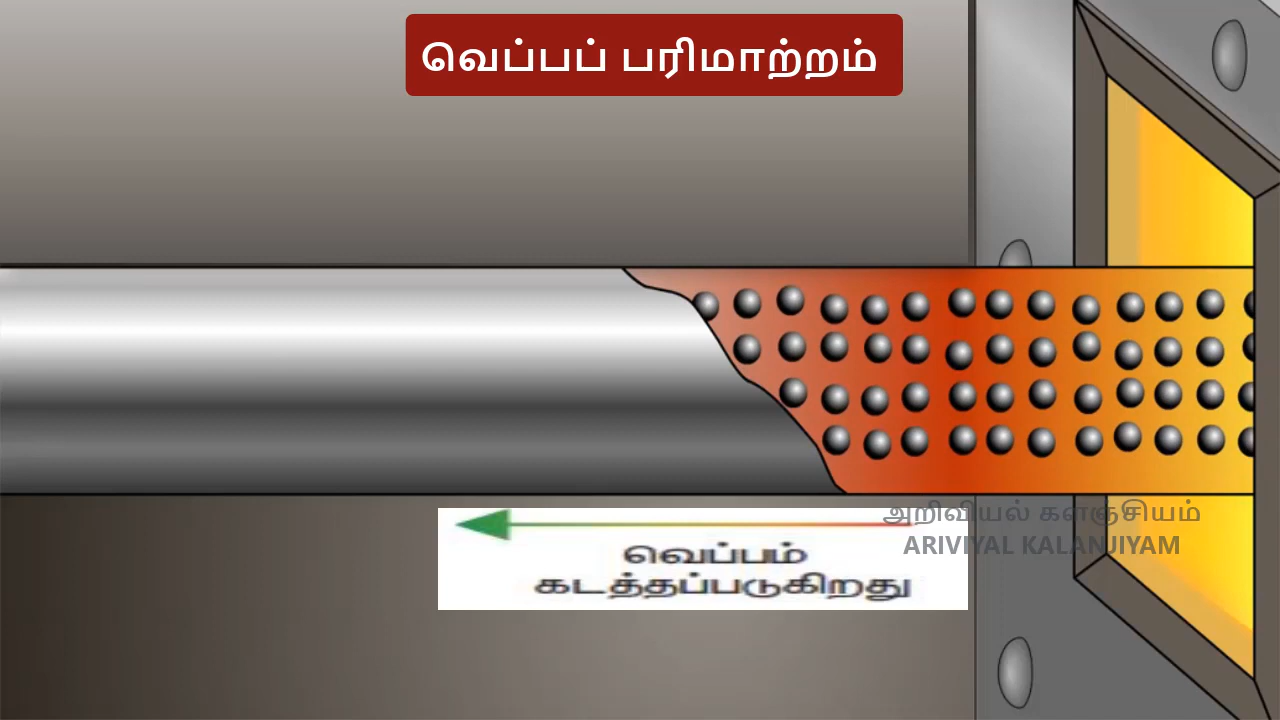 வெப்பப் பரிமாற்றம்
அறிவியல் களஞ்சியம்
ARIVIYAL KALANJIYAM
வெப்பம்
கடத்தப்படுகிறது